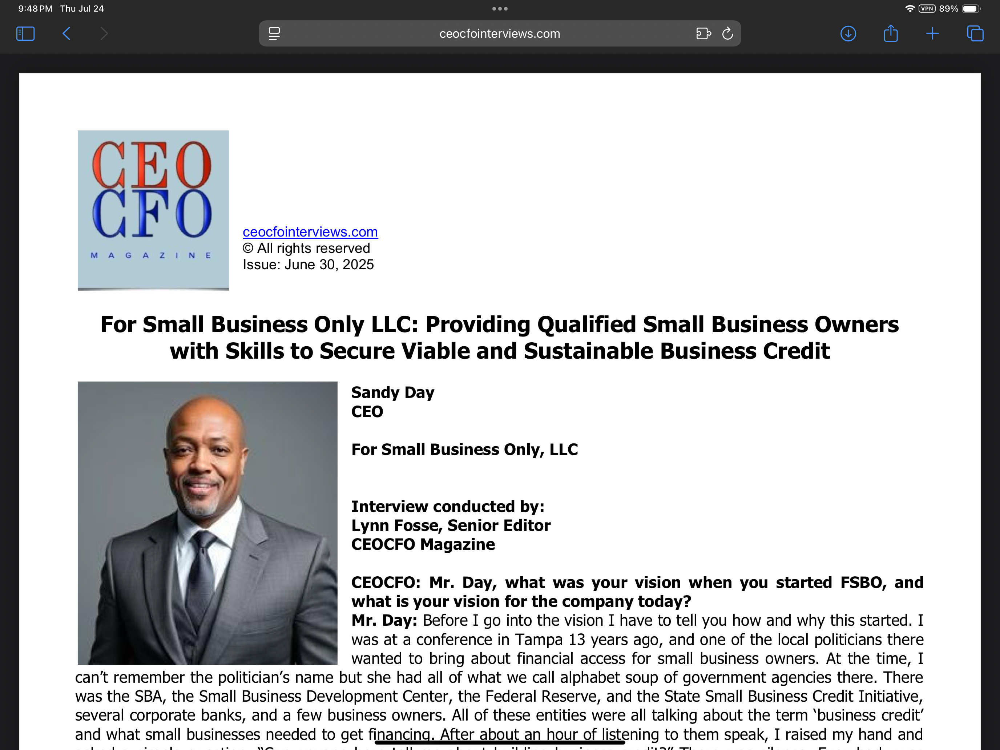 9:48 PM Thu Jul 24
VPN 89%
ceocfointerviews.com
CEO
CFO
MAGAZINE
ceocfointerviews.com
© All rights reserved
Issue: June 30, 2025
For Small Business Only LLC: Providing Qualified Small Business Owners
with Skills to Secure Viable and Sustainable Business Credit
Sandy Day
CEO
For Small Business Only, LLC
Interview conducted by:
Lynn Fosse, Senior Editor
CEOCFO Magazine
CEOCFO: Mr. Day, what was your vision when you started FSBO, and
what is your vision for the company today?
Mr. Day: Before I go into the vision I have to tell you how and why this started. I
was at a conference in Tampa 13 years ago, and one of the local politicians there
wanted to bring about financial access for small business owners. At the time, I
can’t remember the politician’s name but she had all of what we call alphabet soup of government agencies there. There
was the SBA, the Small Business Development Center, the Federal Reserve, and the State Small Business Credit Initiative,
several corporate banks, and a few business owners. All of these entities were all talking about the term ‘business credit’
and what small businesses needed to get financing. After about an hour of listening to them speak, I raised my hand and